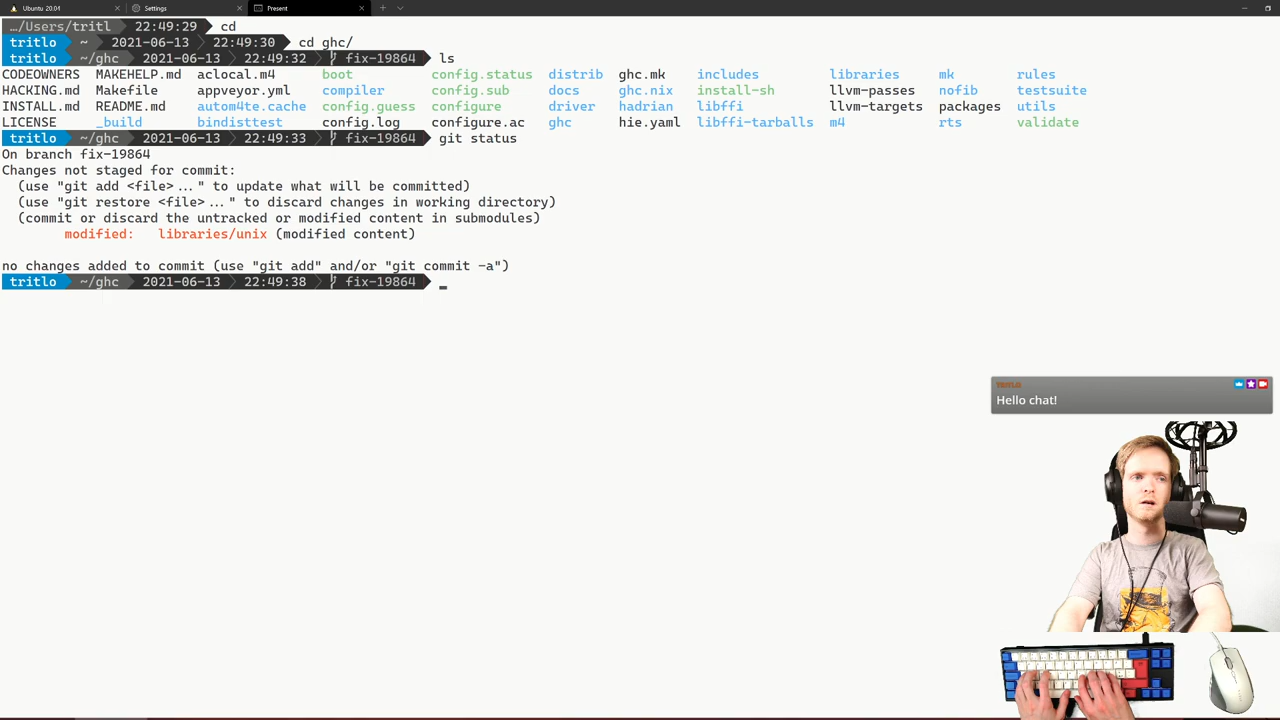 Ubuntu 20.04 Settings Present
…/Users/tritl 22:49:29 cd
tritlo ~ 2021-06-13 22:49:30 cd ghc/
tritlo ~/ghc 2021-06-13 22:49:32 fix-19864 ls
CODEOWNERS MAKEHELP.md aclocal.m4 boot config.status distrib ghc.mk includes libraries mk rules
HACKING.md Makefile appveyor.yml compiler config.sub docs ghc.nix install-sh llvm-passes nofib testsuite
INSTALL.md README.md autom4te.cache config.guess configure driver hadrian libffi llvm-targets packages utils
LICENSE _build bindisttest config.log configure.ac ghc hie.yaml libffi-tarballs m4 rts validate
tritlo ~/ghc 2021-06-13 22:49:33 fix-19864 git status
On branch fix-19864
Changes not staged for commit:
(use "git add <file>..." to update what will be committed)
(use "git restore <file>..." to discard changes in working directory)
(commit or discard the untracked or modified content in submodules)
modified: libraries/unix (modified content)
no changes added to commit (use "git add" and/or "git commit -a")
tritlo ~/ghc 2021-06-13 22:49:38 fix-19864 _
TRITLO
Hello chat!